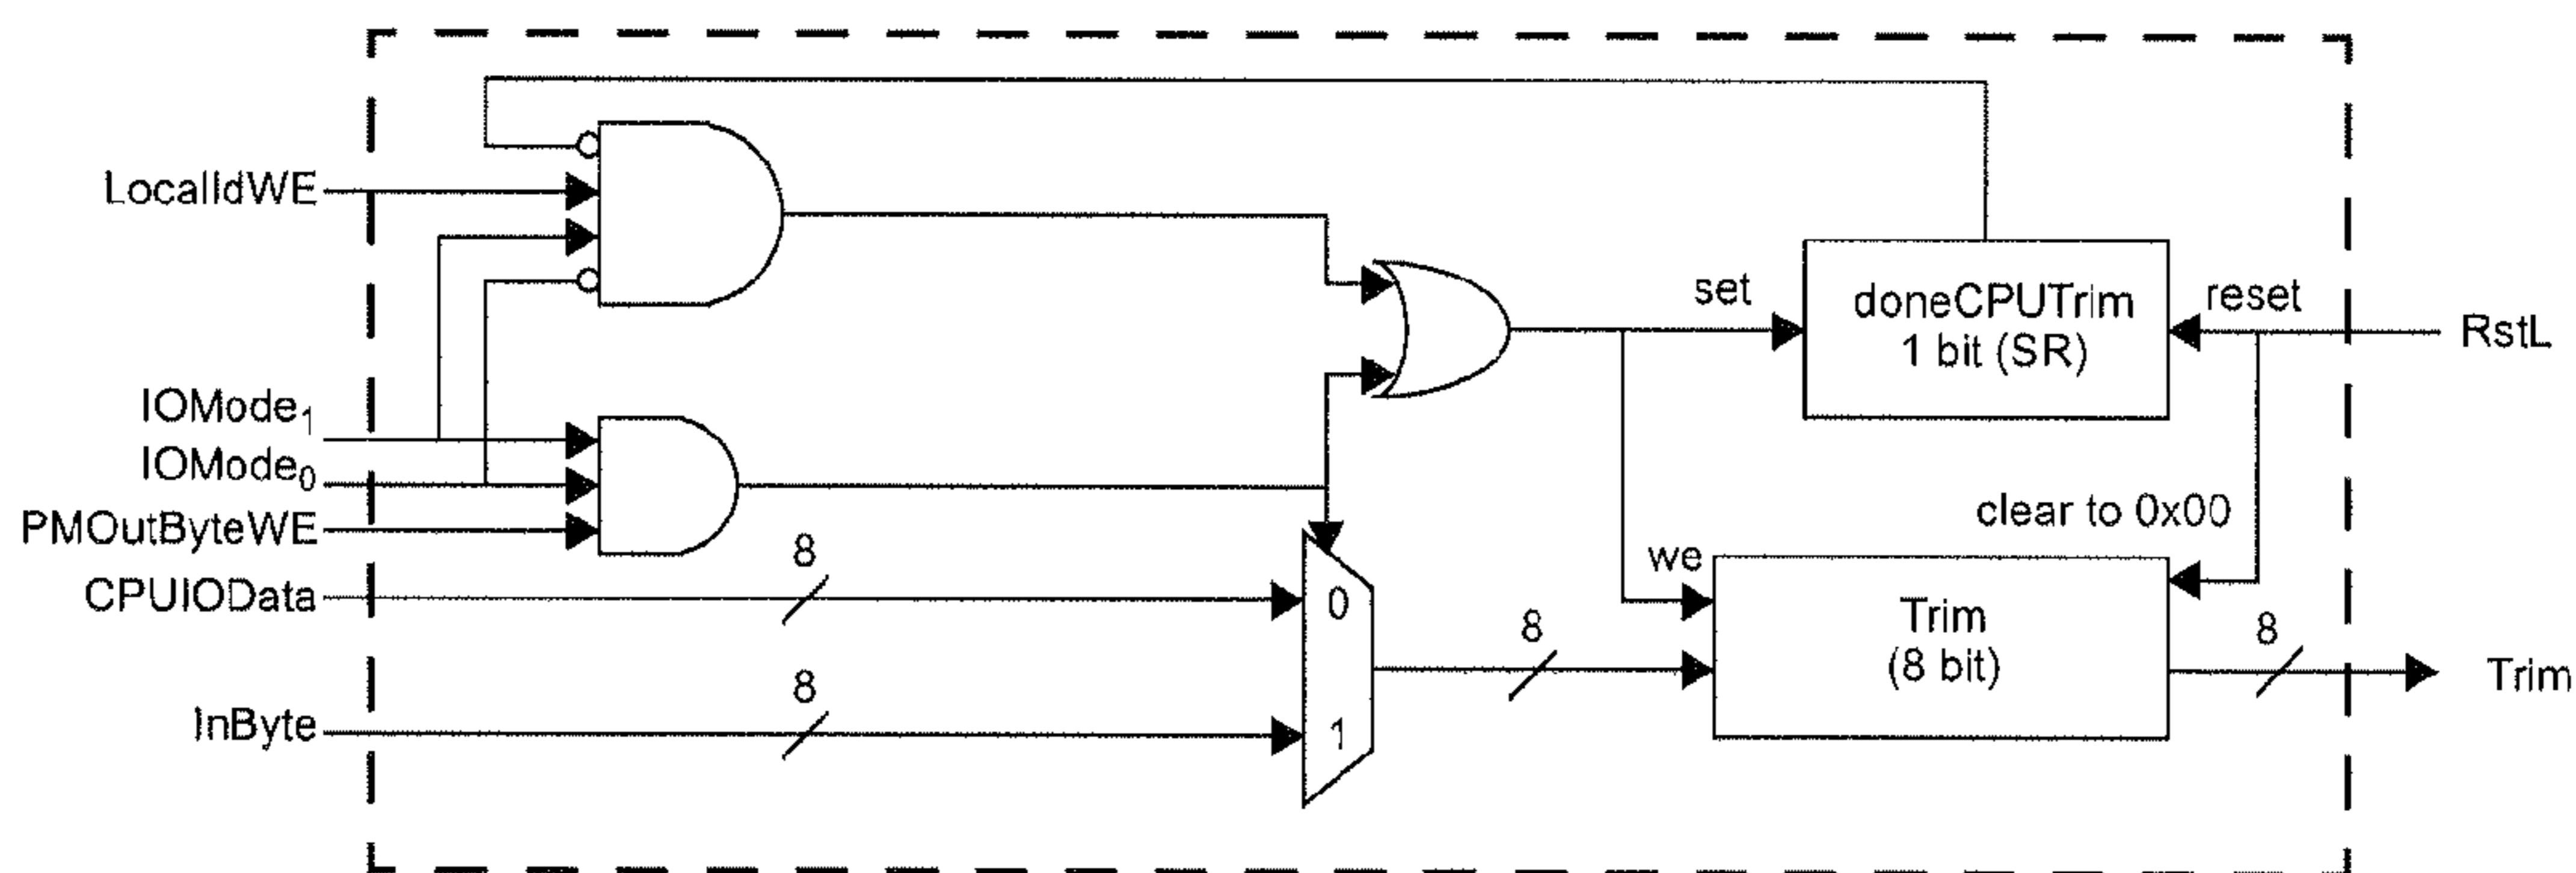 LocalIdWE
IOMode₁
IOMode₀
PMOutByteWE
CPUIOData
InByte
8
8
0
1
set
doneCPUTrim
1 bit (SR)
reset
RstL
clear to 0x00
we
Trim
(8 bit)
8
8
Trim